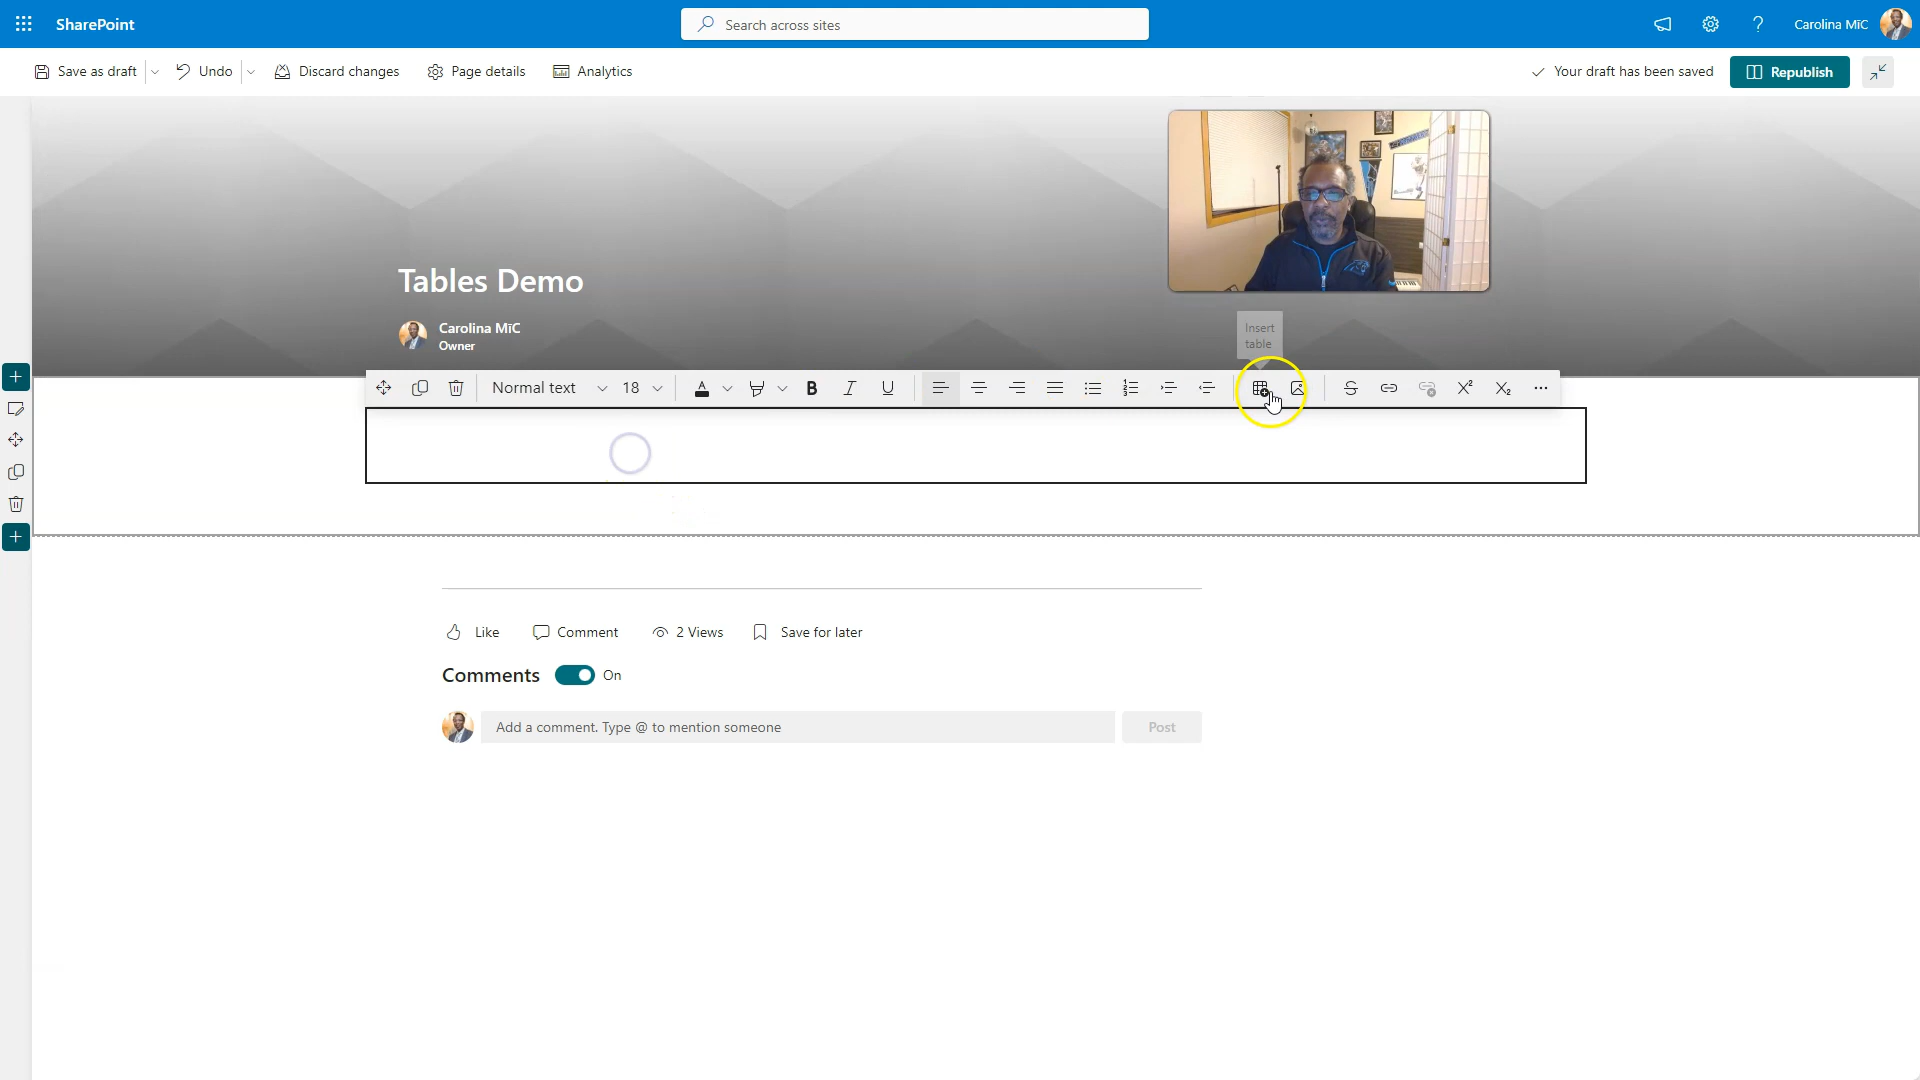 SharePoint
Search across sites
Carolina MiC
Save as draft
Undo
Discard changes
Page details
Analytics
Your draft has been saved
Republish
Tables Demo
Carolina MiC
Owner
Insert
table
Normal text
18
B I U
X²
X₂
Like
Comment
2 Views
Save for later
Comments
On
Add a comment. Type @ to mention someone
Post